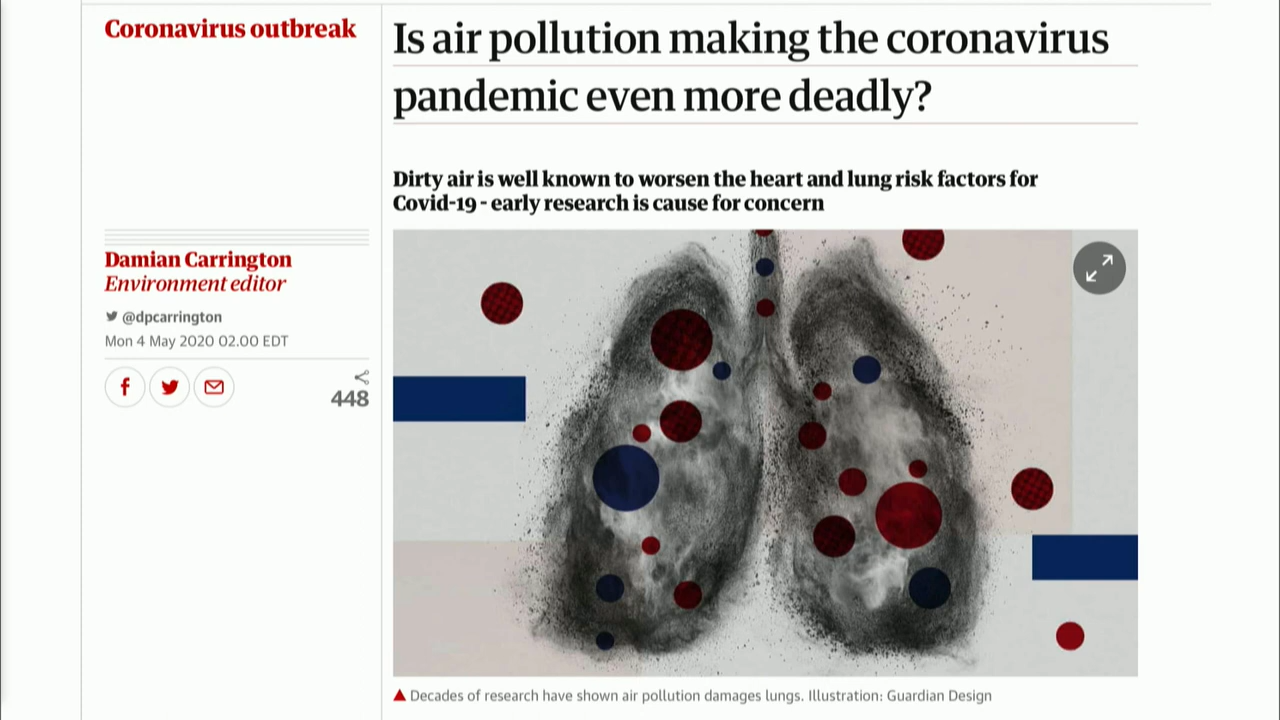 Coronavirus outbreak
Is air pollution making the coronavirus
pandemic even more deadly?
Dirty air is well known to worsen the heart and lung risk factors for
Covid-19 - early research is cause for concern
Damian Carrington
Environment editor
@dpcarrington
Mon 4 May 2020 02.00 EDT
448
Decades of research have shown air pollution damages lungs. Illustration: Guardian Design